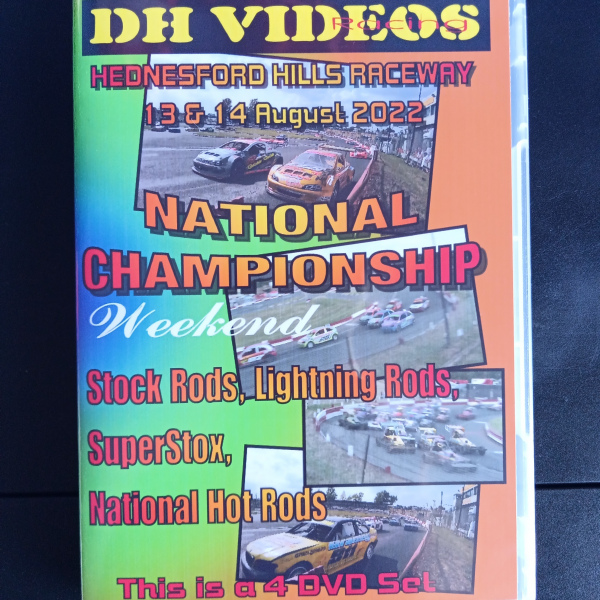 DH VIDEOS
Racing
HEDNESFORD HILLS RACEWAY
13 & 14 August 2022
NATIONAL
CHAMPIONSHIP
Weekend
Stock Rods, Lightning Rods,
SuperStox,
National Hot Rods
This is a 4 DVD Set